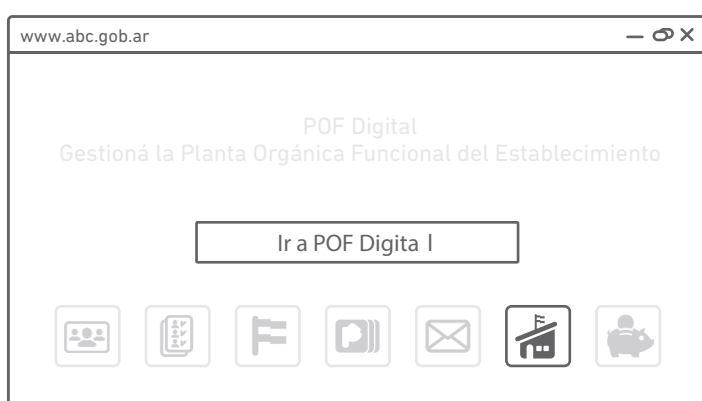 www.abc.gob.ar
POF Digital
Gestioná la Planta Orgánica Funcional del Establecimiento
Ir a POF Digita l